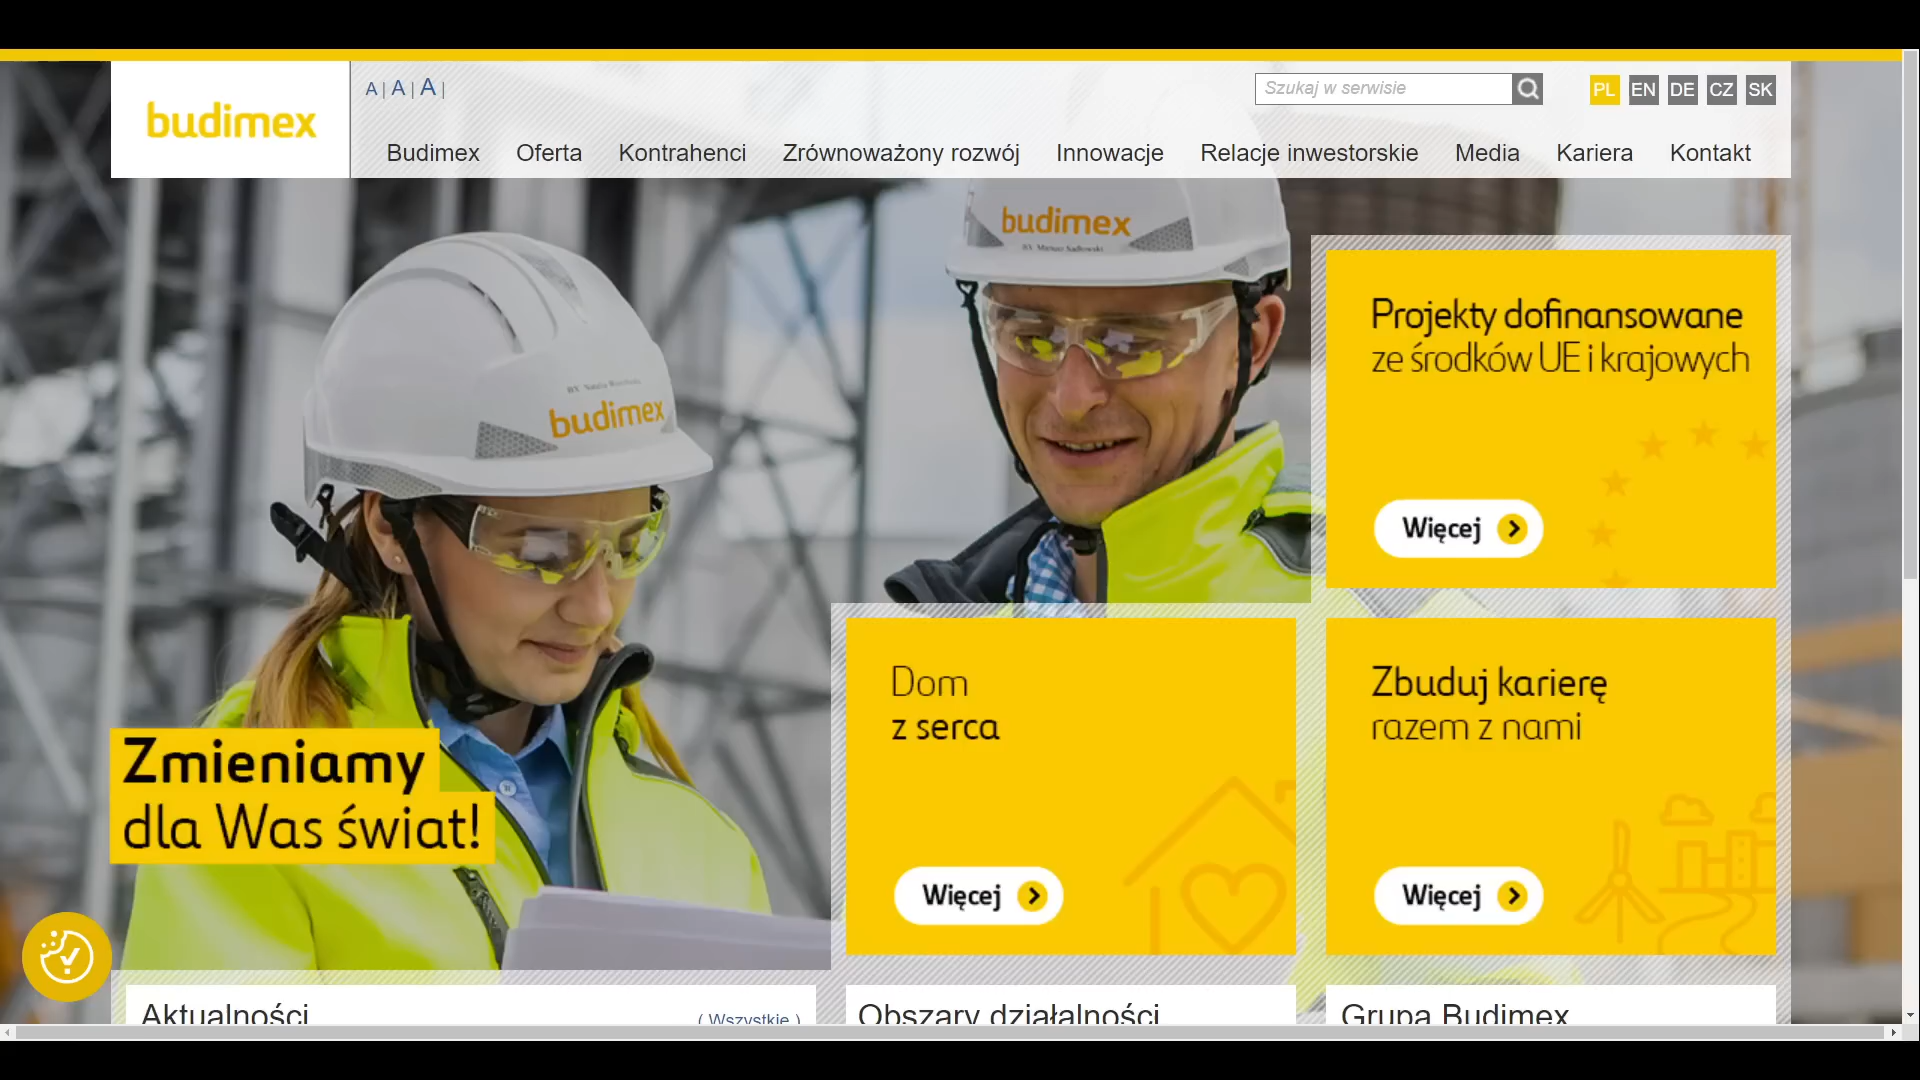 budimex
A | A | A |
Szukaj w serwisie
PL EN DE CZ SK
Budimex Oferta Kontrahenci Zrównoważony rozwój Innowacje Relacje inwestorskie Media Kariera Kontakt
budimex
budimex
Projekty dofinansowane
ze środków UE i krajowych
Więcej
Zmieniamy
dla Was świat!
Dom
z serca
Więcej
Zbuduj karierę
razem z nami
Więcej
Aktualności
( Wszystkie )
Obszary działalności
Grupa Budimex